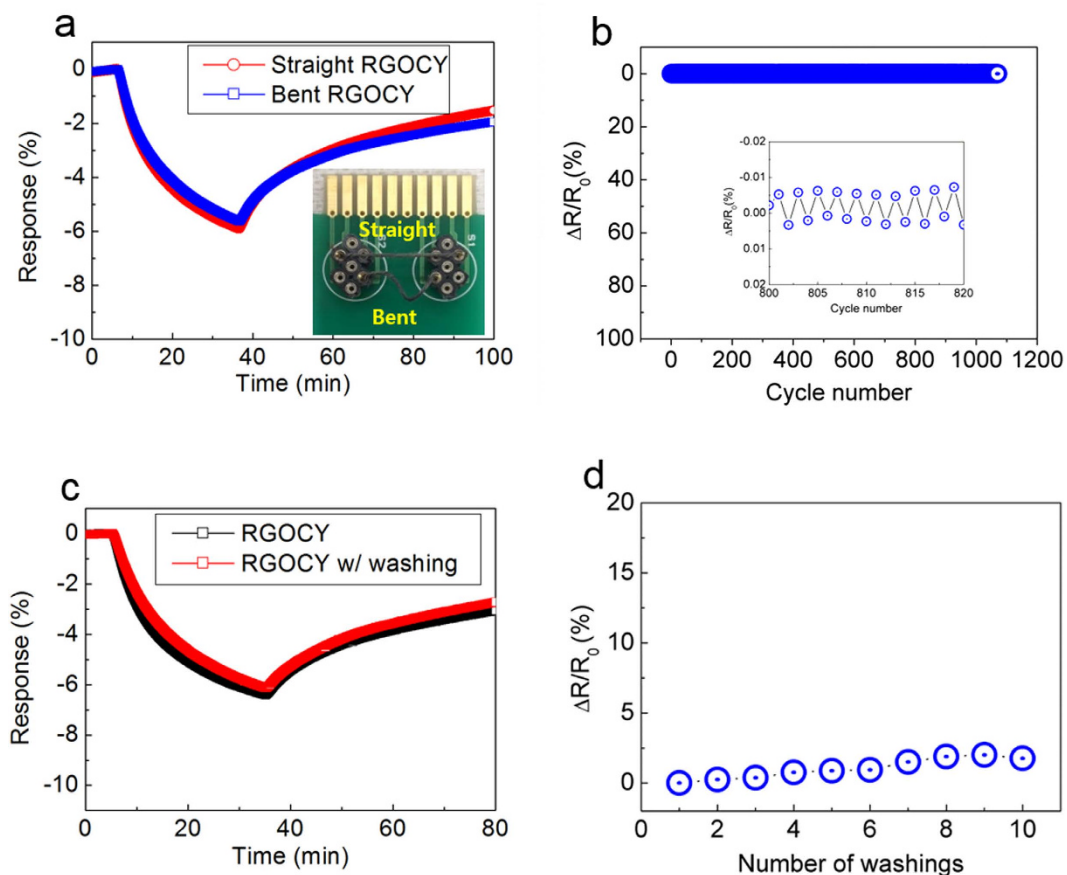 a
Straight RGOCY
Bent RGOCY
Response (%)
0
-2
-4
-6
-8
-10
Straight
S2
S1
Bent
0 20 40 60 80 100
Time (min)
b
ΔR/R₀(%)
0
20
40
60
80
100
ΔR/R₀(%)
-0.02
-0.01
0.00
0.01
0.02
800 805 810 815 820
Cycle number
0 200 400 600 800 1000 1200
Cycle number
c
RGOCY
RGOCY w/ washing
Response (%)
0
-2
-4
-6
-8
-10
0 20 40 60 80
Time (min)
d
ΔR/R₀ (%)
20
15
10
5
0
0 2 4 6 8 10
Number of washings